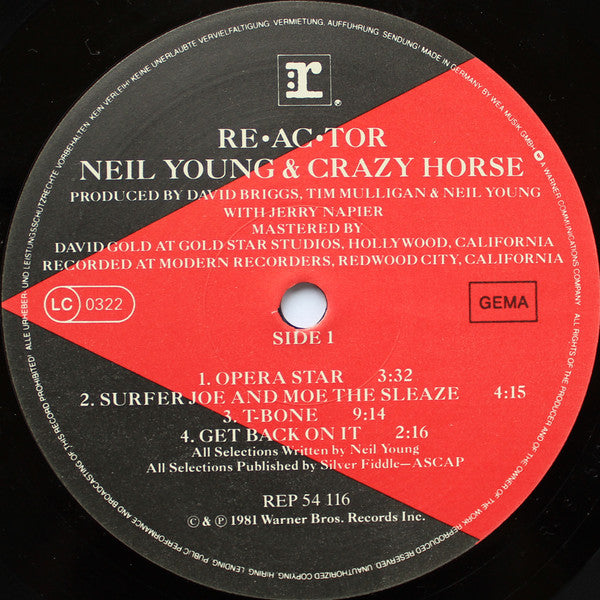 ALLE URHEBER- UND LEISTUNGSSCHUTZRECHTE VORBEHALTEN. KEIN VERLEIH! KEINE UNERLAUBTE VERVIELFÄLTIGUNG, VERMIETUNG, AUFFÜHRUNG, SENDUNG! MADE IN GERMANY BY WEA MUSIK GMBH A WARNER COMMUNICATIONS COMPANY. ALL RIGHTS OF THE PRODUCER AND OF THE OWNER OF THE WORK REPRODUCED RESERVED. UNAUTHORIZED COPYING, HIRING, LENDING, PUBLIC PERFORMANCE AND BROADCASTING OF THIS RECORD PROHIBITED!
r
®
RE•AC•TOR
NEIL YOUNG & CRAZY HORSE
PRODUCED BY DAVID BRIGGS, TIM MULLIGAN & NEIL YOUNG
WITH JERRY NAPIER
MASTERED BY
DAVID GOLD AT GOLD STAR STUDIOS, HOLLYWOOD, CALIFORNIA
RECORDED AT MODERN RECORDERS, REDWOOD CITY, CALIFORNIA
LC 0322
GEMA
SIDE 1
1. OPERA STAR 3:32
2. SURFER JOE AND MOE THE SLEAZE 4:15
3. T-BONE 9:14
4. GET BACK ON IT 2:16
All Selections Written by Neil Young
All Selections Published by Silver Fiddle—ASCAP
REP 54 116
© & ℗ 1981 Warner Bros. Records Inc.